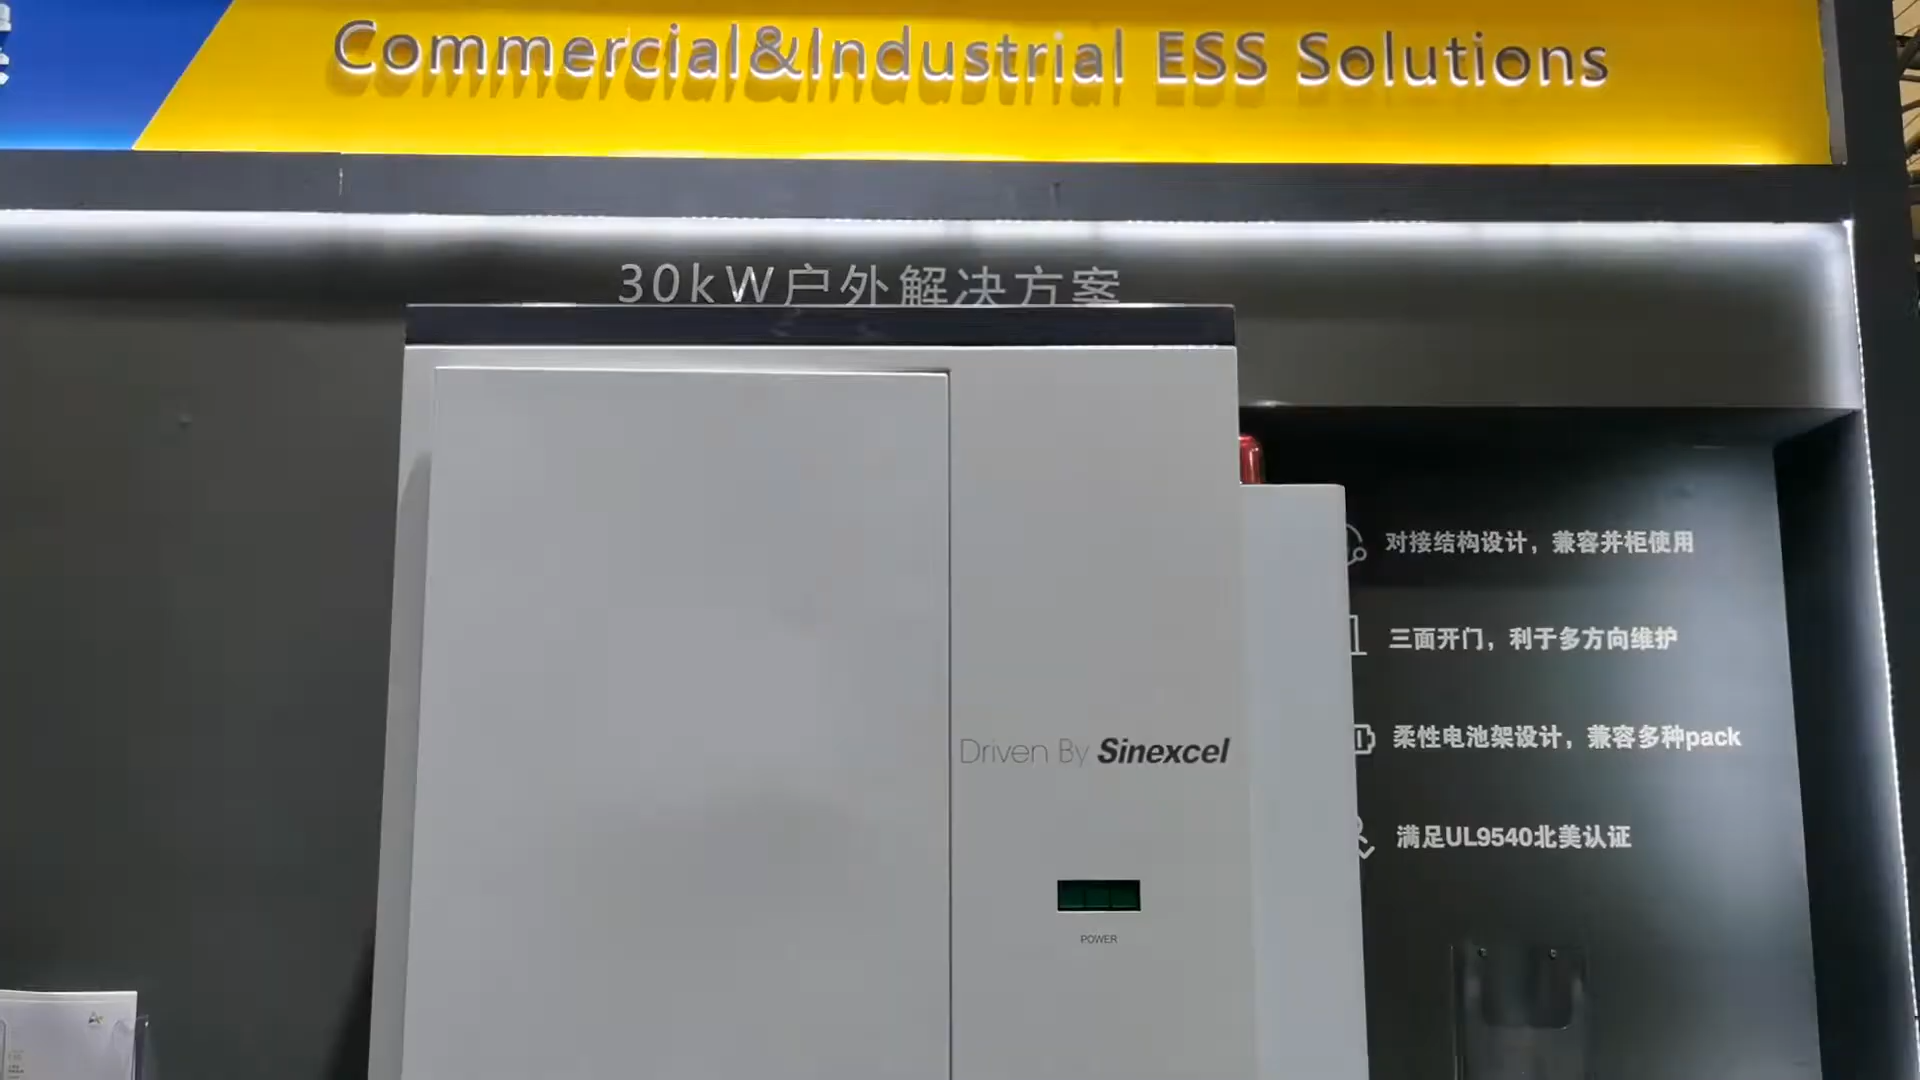 Commercial&Industrial ESS Solutions
30kW户外解决方案
对接结构设计，兼容并柜使用
三面开门，利于多方向维护
柔性电池架设计，兼容多种pack
Driven By Sinexcel
满足UL9540北美认证
POWER